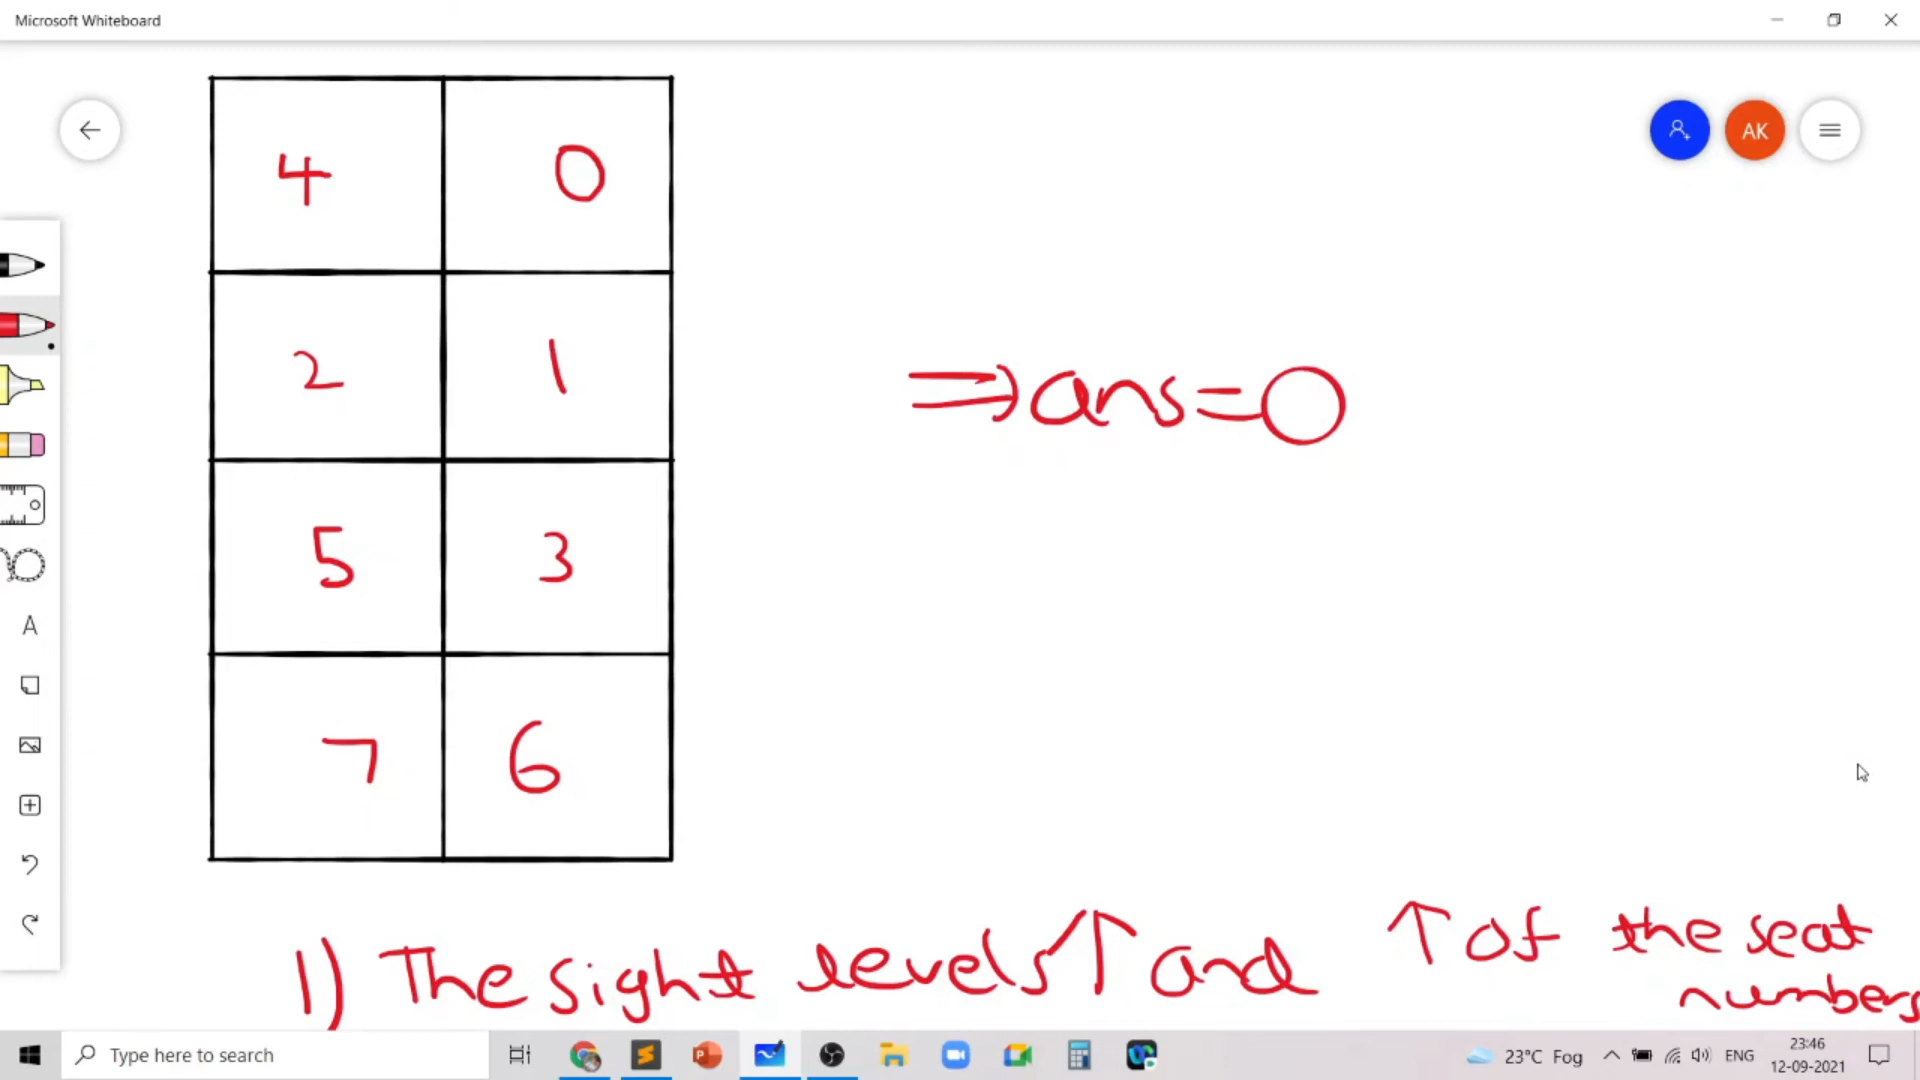 Microsoft Whiteboard
AK
4 0
2 1
5 3
7 6
⇒ ans = 0
1) The sight levels ↑ and ↑ of the seat
numbers
A
Type here to search
23°C Fog
ENG
23:46
12-09-2021